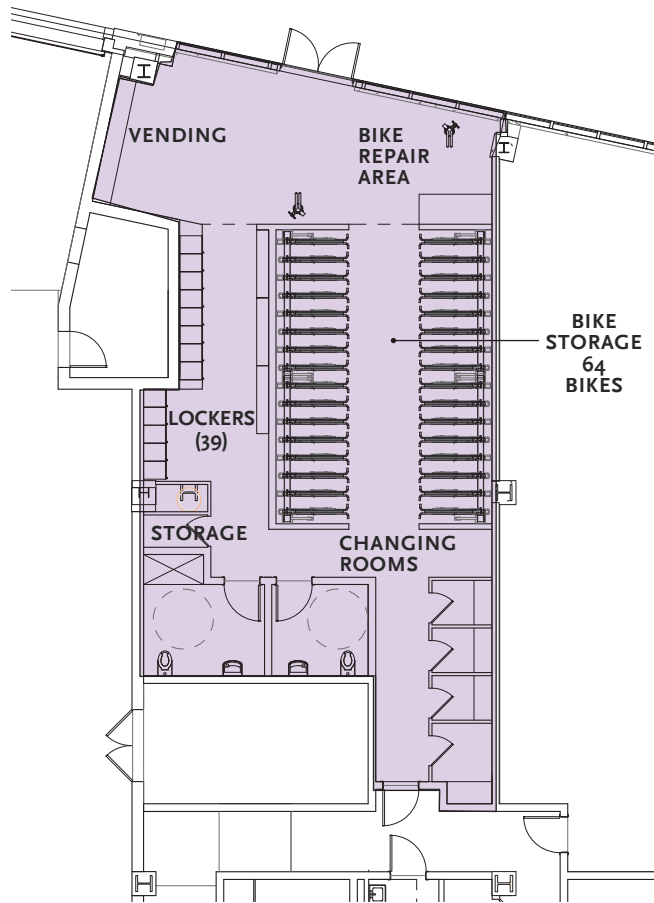 VENDING
BIKE
REPAIR
AREA
BIKE
STORAGE
64
BIKES
LOCKERS
(39)
STORAGE
CHANGING
ROOMS